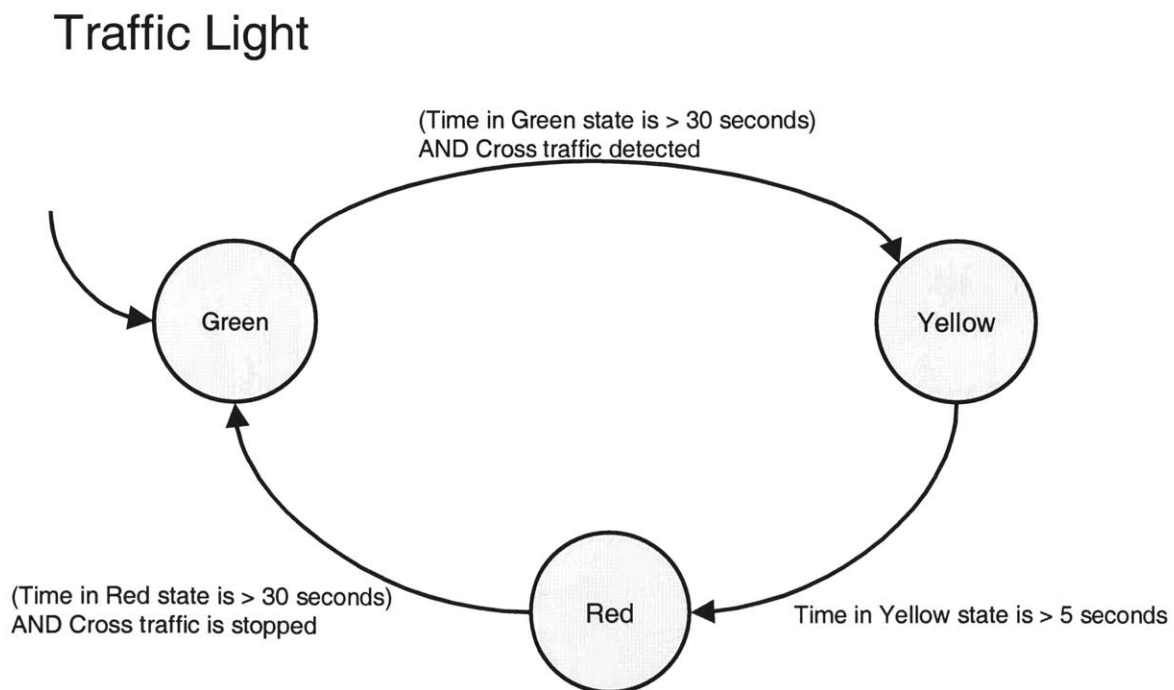 Traffic Light
(Time in Green state is > 30 seconds)
AND Cross traffic detected
Green
Yellow
(Time in Red state is > 30 seconds)
AND Cross traffic is stopped
Red
Time in Yellow state is > 5 seconds